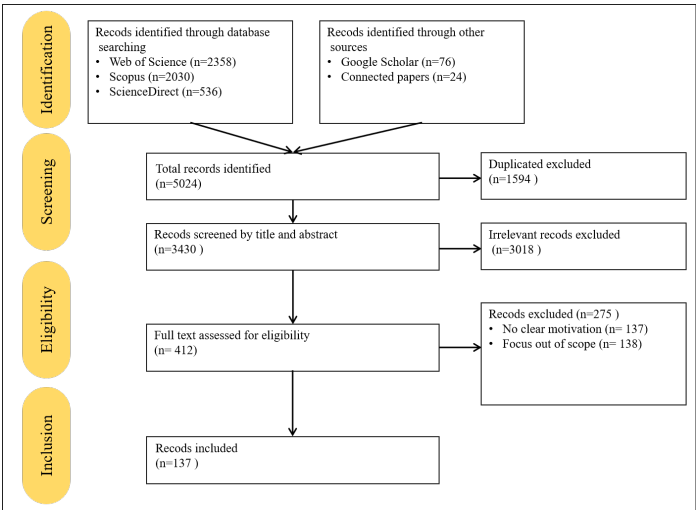 Identification
Recods identified through database
searching
• Web of Science (n=2358)
• Scopus (n=2030)
• ScienceDirect (n=536)
Recods identified through other
sources
• Google Scholar (n=76)
• Connected papers (n=24)
Screening
Total records identified
(n=5024)
Duplicated excluded
(n=1594 )
Recods screened by title and abstract
(n=3430 )
Irrelevant recods excluded
(n=3018 )
Eligibility
Full text assessed for eligibility
(n= 412)
Recods excluded (n=275 )
• No clear motivation (n= 137)
• Focus out of scope (n= 138)
Inclusion
Recods included
(n=137 )